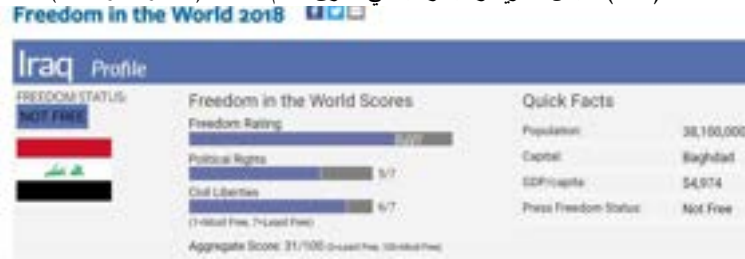 Freedom in the World 2018
Iraq Profile
FREEDOM STATUS:
NOT FREE
Freedom in the World Scores
Freedom Rating
Political Rights
5/7
Civil Liberties
6/7
(1=Most Free, 7=Least Free)
Aggregate Score: 31/100 (0=Least Free, 100=Most Free)
Quick Facts
Population: 38,100,000
Capital: Baghdad
GDP/capita: $4,974
Press Freedom Status: Not Free